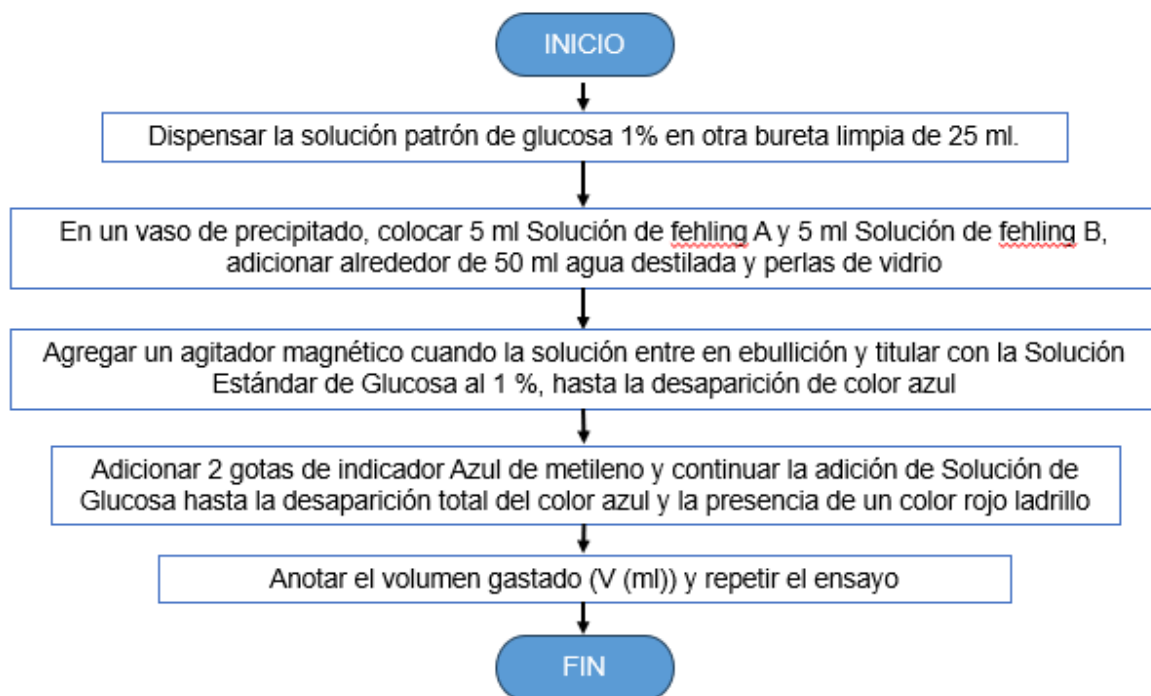 INICIO
Dispensar la solución patrón de glucosa 1% en otra bureta limpia de 25 ml.
En un vaso de precipitado, colocar 5 ml Solución de fehling A y 5 ml Solución de fehling B,
adicionar alrededor de 50 ml agua destilada y perlas de vidrio
Agregar un agitador magnético cuando la solución entre en ebullición y titular con la Solución
Estándar de Glucosa al 1 %, hasta la desaparición de color azul
Adicionar 2 gotas de indicador Azul de metileno y continuar la adición de Solución de
Glucosa hasta la desaparición total del color azul y la presencia de un color rojo ladrillo
Anotar el volumen gastado (V (ml)) y repetir el ensayo
FIN